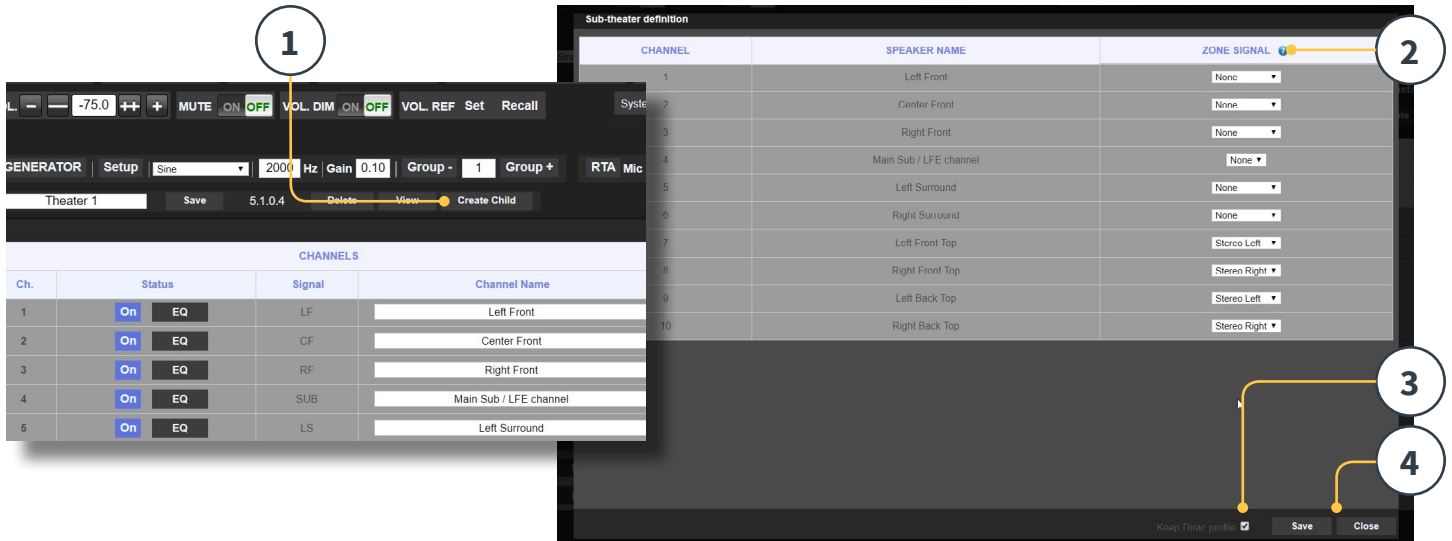 1
2
3
4
L. -75.0 MUTE ON OFF VOL. DIM ON OFF VOL. REF Set Recall
GENERATOR Setup Sine 2000 Hz Gain 0.10 Group - 1 Group + RTA Mic
Theater 1 Save 5.1.0.4 Delete View Create Child
CHANNELS
Ch. Status Signal Channel Name
1 On EQ LF Left Front
2 On EQ CF Center Front
3 On EQ RF Right Front
4 On EQ SUB Main Sub / LFE channel
5 On EQ LS Left Surround
Sub-theater definition
CHANNEL SPEAKER NAME ZONE SIGNAL
1 Left Front None
2 Center Front None
3 Right Front None
4 Main Sub / LFE channel None
5 Left Surround None
6 Right Surround None
7 Left Front Top Stereo Left
8 Right Front Top Stereo Right
9 Left Back Top Stereo Left
10 Right Back Top Stereo Right
Keep Dirac profile Save Close